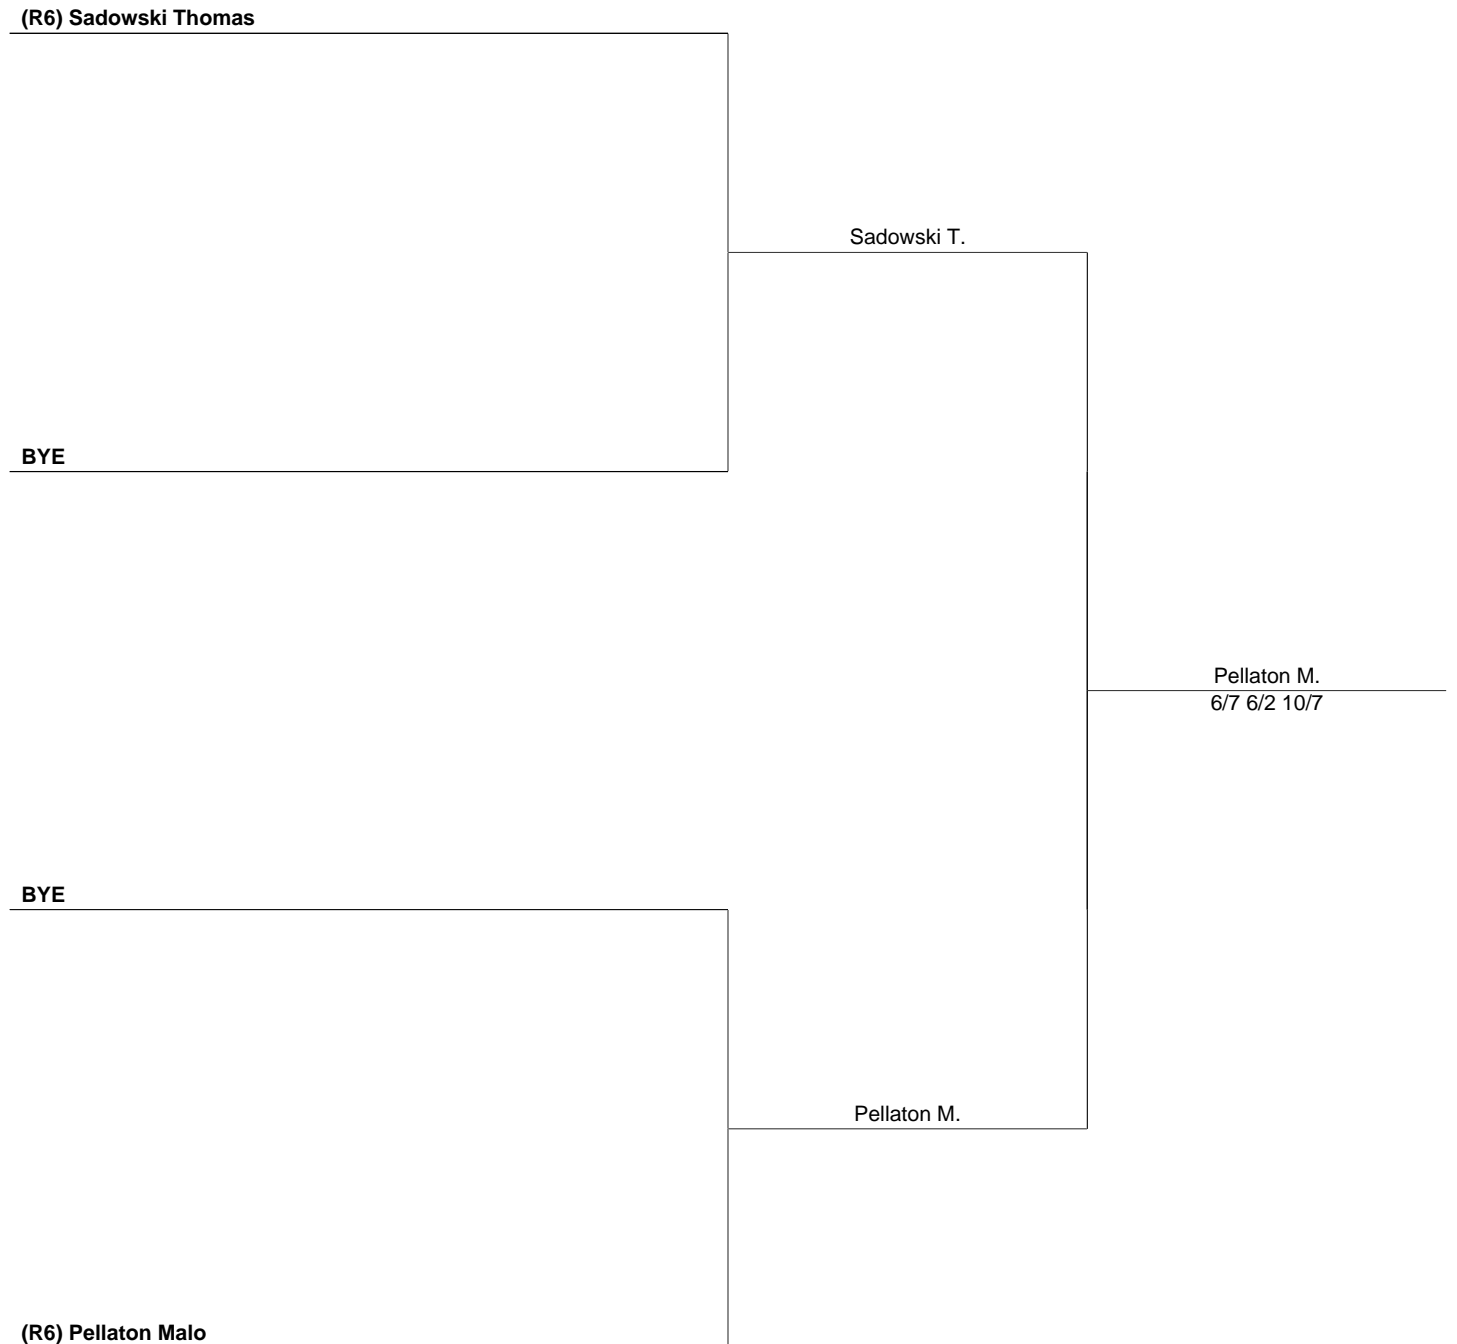 (R6) Sadowski Thomas
Sadowski T.
BYE
Pellaton M.
6/7 6/2 10/7
BYE
Pellaton M.
(R6) Pellaton Malo